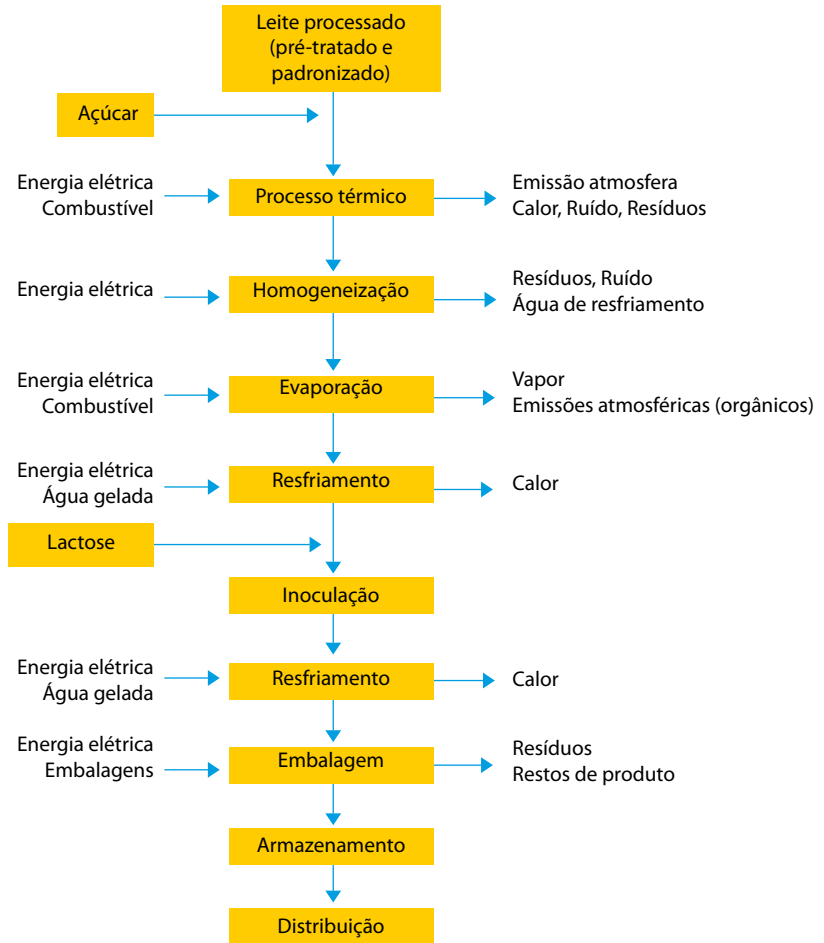 Leite processado
(pré-tratado e
padronizado)
Açúcar
Energia elétrica
Combustível
Processo térmico
Emissão atmosfera
Calor, Ruído, Resíduos
Energia elétrica
Homogeneização
Resíduos, Ruído
Água de resfriamento
Energia elétrica
Combustível
Evaporação
Vapor
Emissões atmosféricas (orgânicos)
Energia elétrica
Água gelada
Resfriamento
Calor
Lactose
Inoculação
Energia elétrica
Água gelada
Resfriamento
Calor
Energia elétrica
Embalagens
Embalagem
Resíduos
Restos de produto
Armazenamento
Distribuição